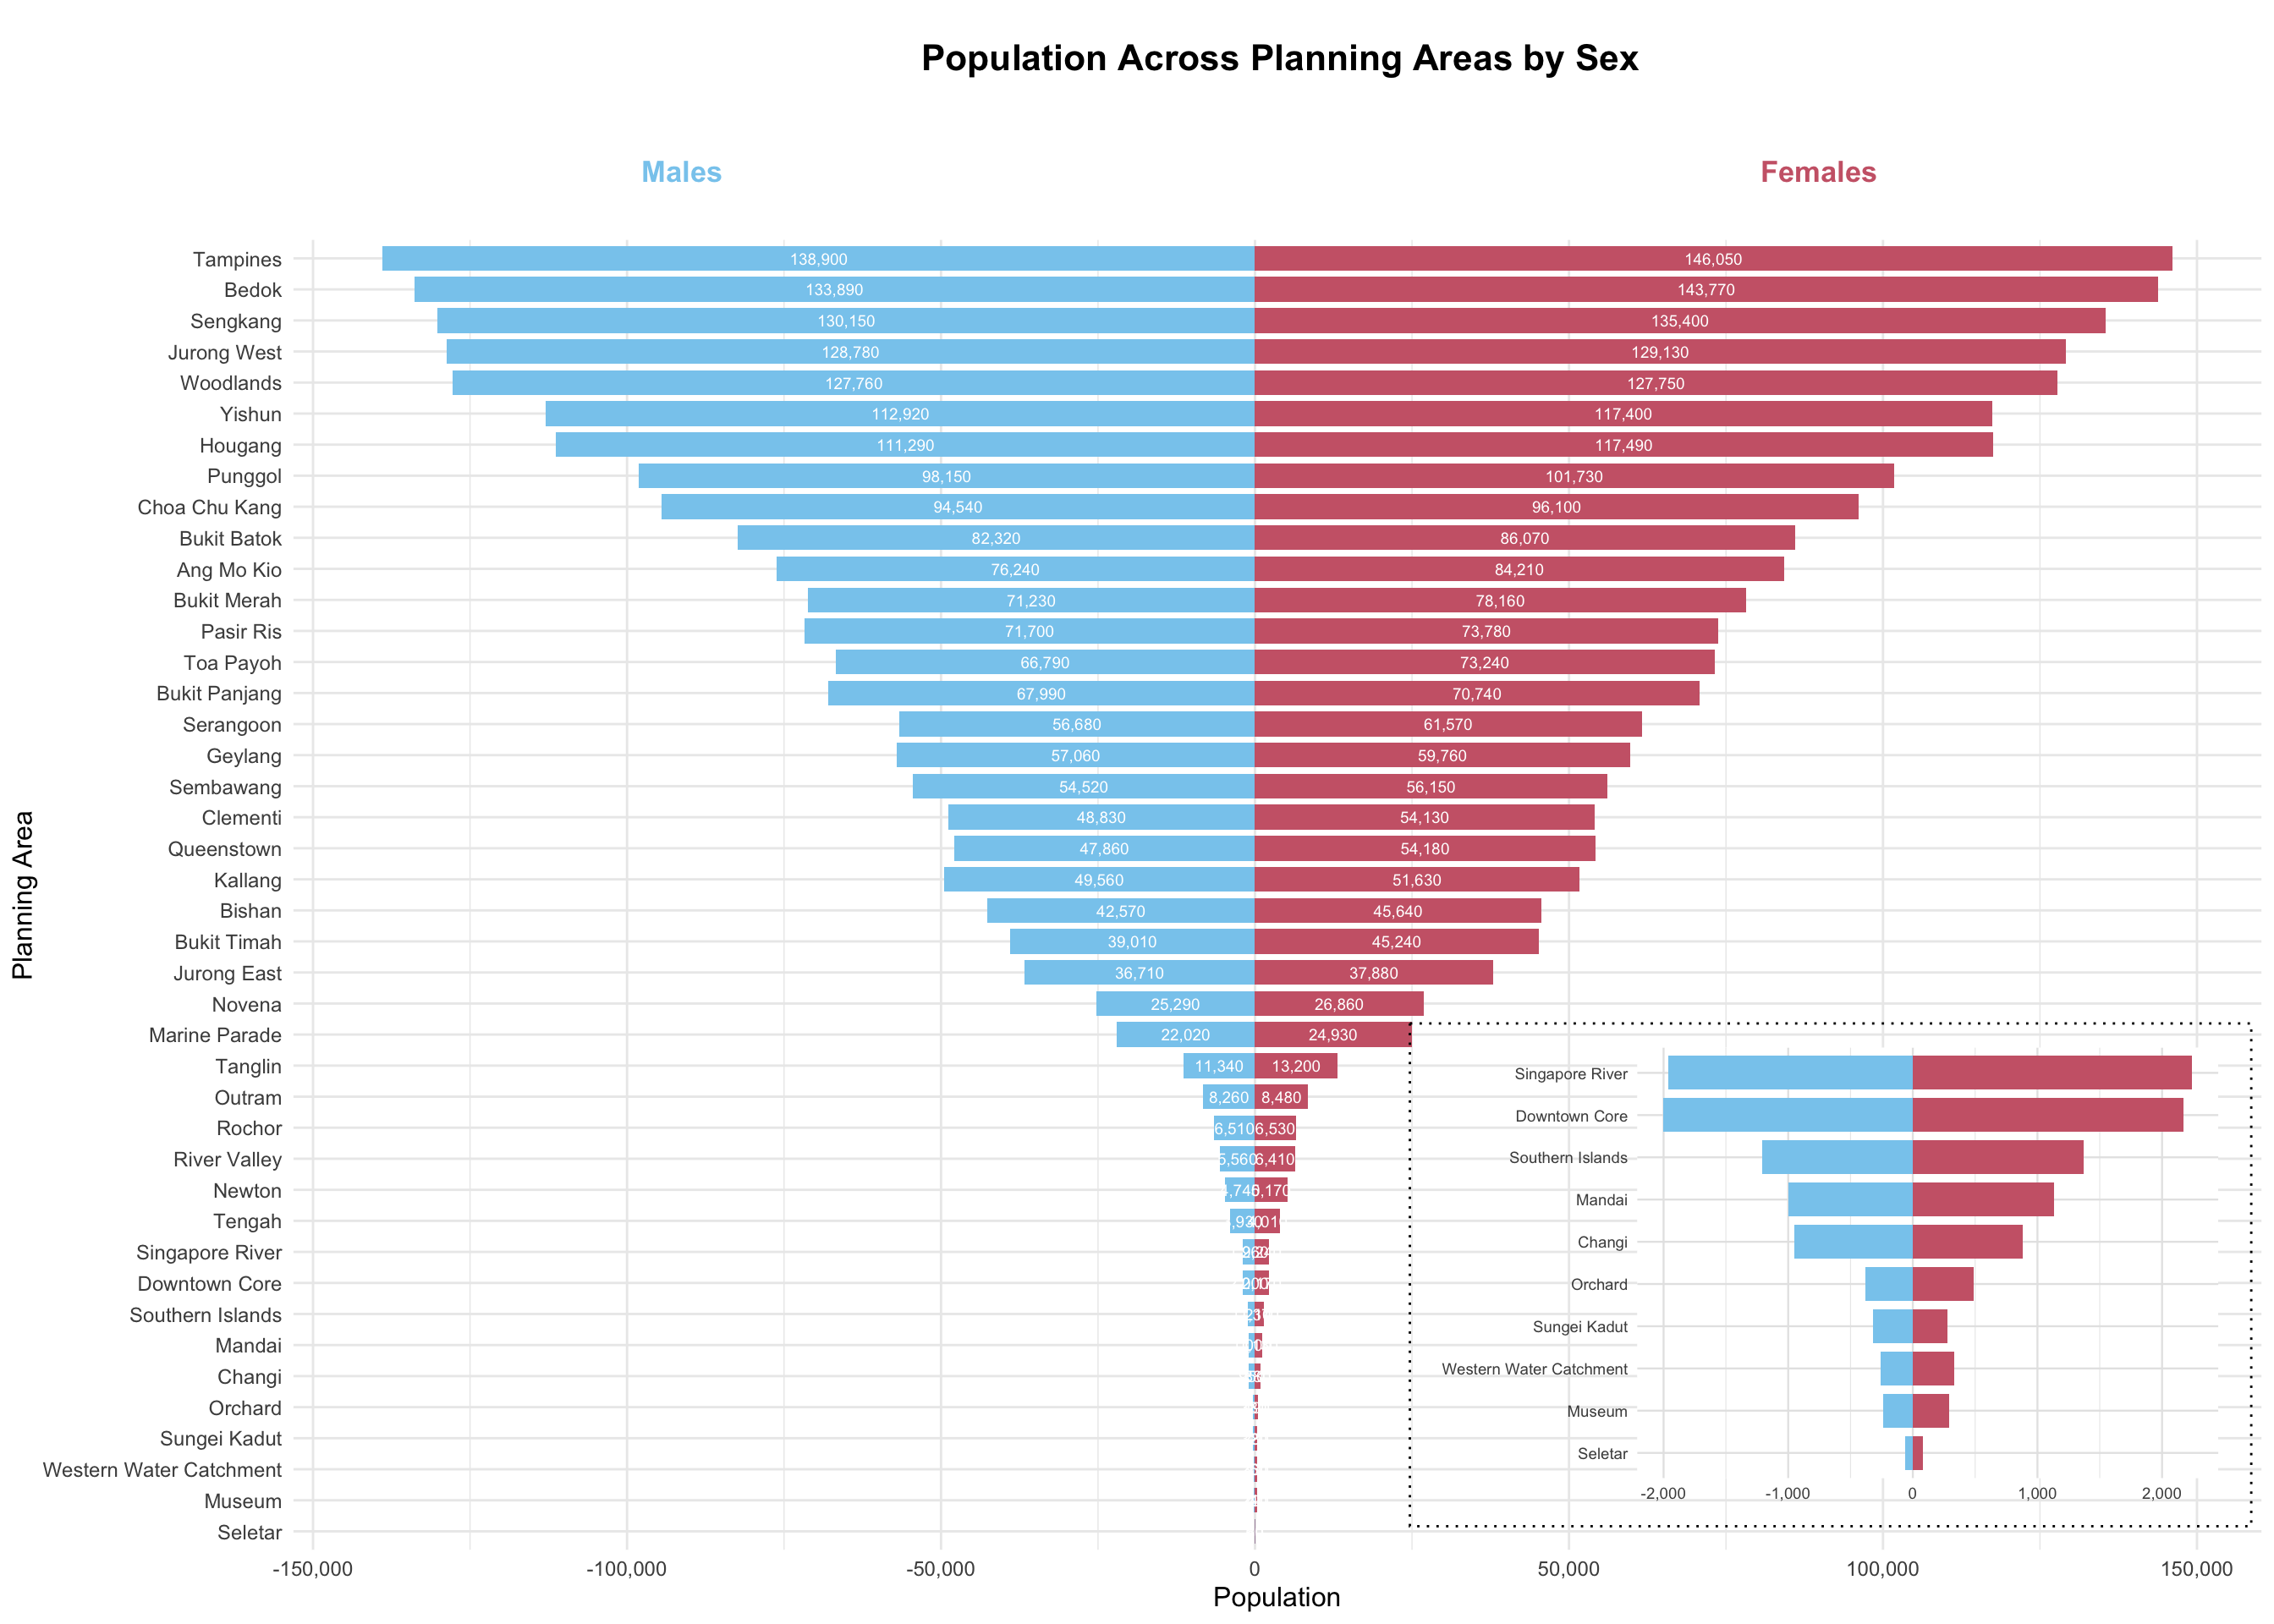 Population Across Planning Areas by Sex
Males Females
Tampines 138,900 146,050
Bedok 133,890 143,770
Sengkang 130,150 135,400
Jurong West 128,780 129,130
Woodlands 127,760 127,750
Yishun 112,920 117,400
Hougang 111,290 117,490
Punggol 98,150 101,730
Choa Chu Kang 94,540 96,100
Bukit Batok 82,320 86,070
Ang Mo Kio 76,240 84,210
Bukit Merah 71,230 78,160
Pasir Ris 71,700 73,780
Toa Payoh 66,790 73,240
Bukit Panjang 67,990 70,740
Serangoon 56,680 61,570
Geylang 57,060 59,760
Sembawang 54,520 56,150
Clementi 48,830 54,130
Queenstown 47,860 54,180
Kallang 49,560 51,630
Bishan 42,570 45,640
Bukit Timah 39,010 45,240
Jurong East 36,710 37,880
Novena 25,290 26,860
Marine Parade 22,020 24,930
Tanglin 11,340 13,200
Outram 8,260 8,480
Rochor 6,510 6,530
River Valley 5,560 6,410
Newton
Tengah
Singapore River
Downtown Core
Southern Islands
Mandai
Changi
Orchard
Sungei Kadut
Western Water Catchment
Museum
Seletar
-150,000 -100,000 -50,000 0 50,000 100,000 150,000
Population
Planning Area
Singapore River
Downtown Core
Southern Islands
Mandai
Changi
Orchard
Sungei Kadut
Western Water Catchment
Museum
Seletar
-2,000 -1,000 0 1,000 2,000